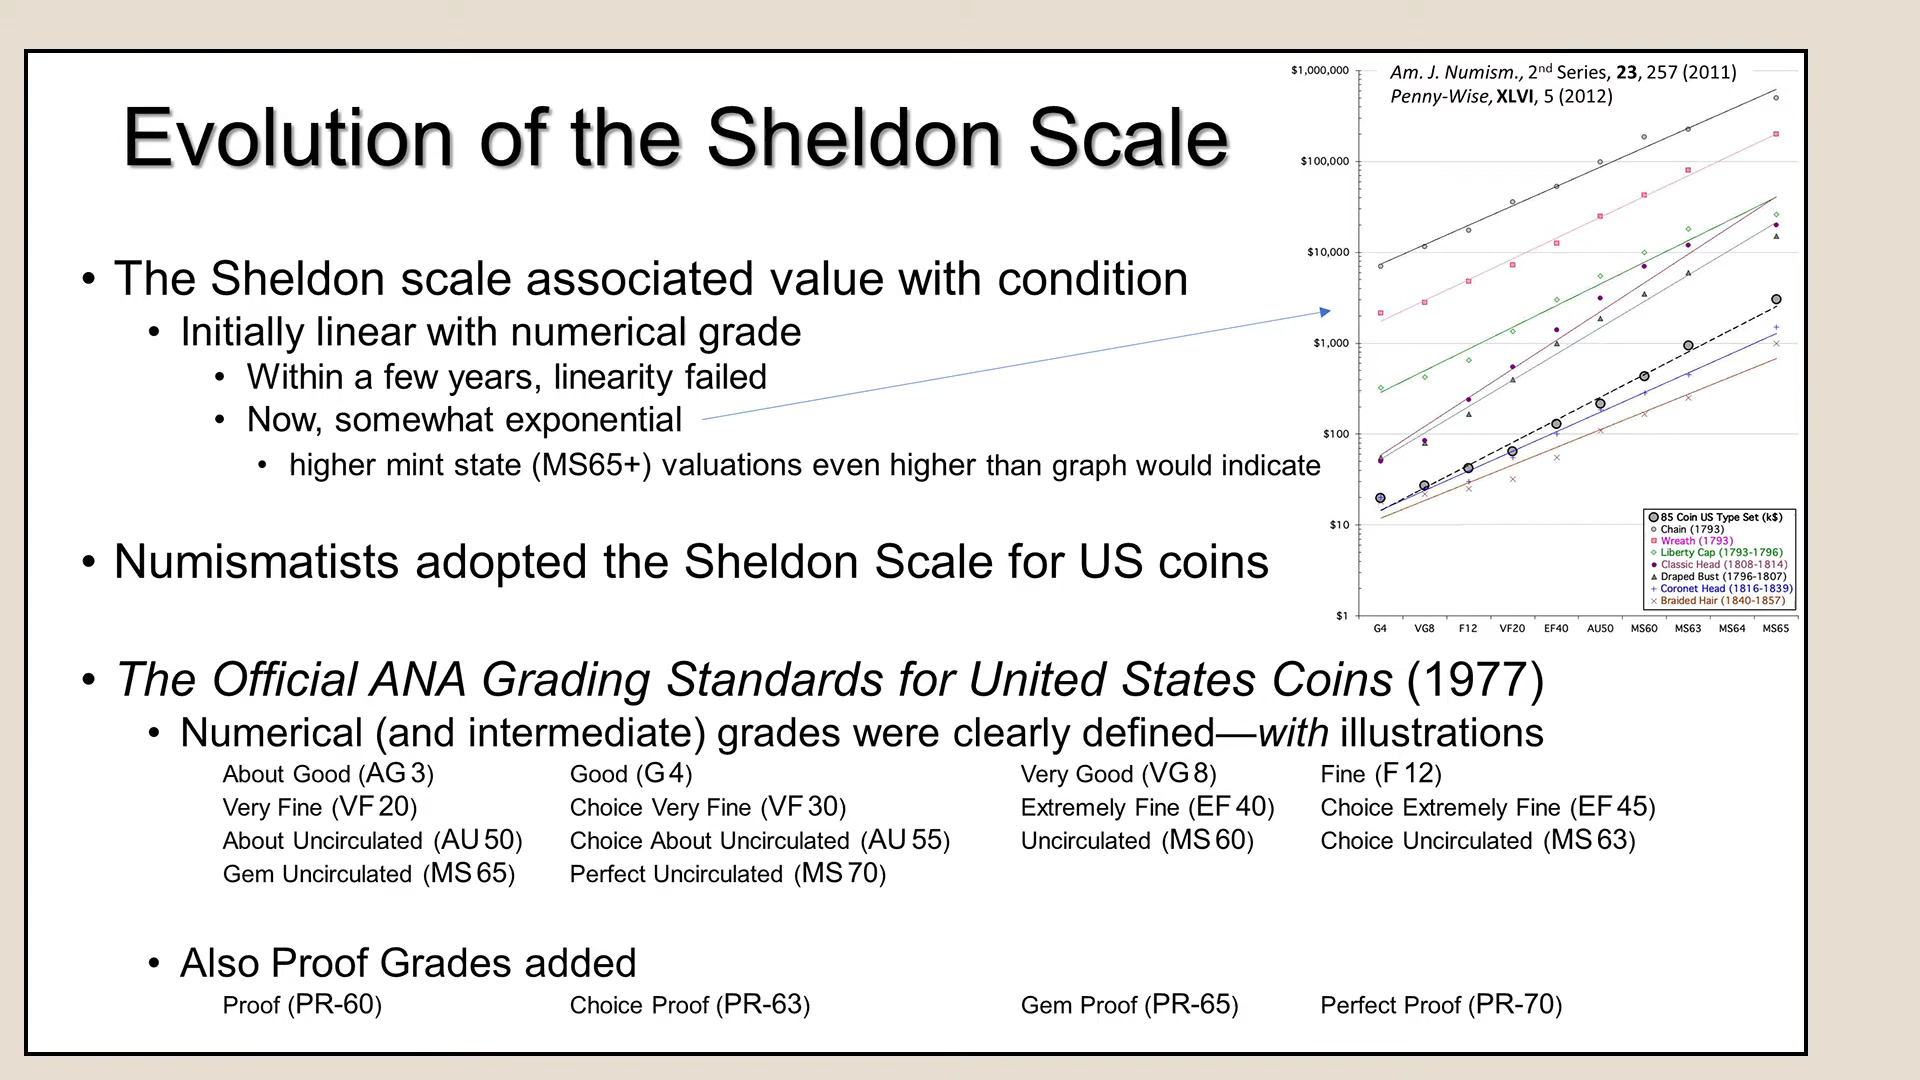 Evolution of the Sheldon Scale
• The Sheldon scale associated value with condition
• Initially linear with numerical grade
• Within a few years, linearity failed
• Now, somewhat exponential
• higher mint state (MS65+) valuations even higher than graph would indicate
• Numismatists adopted the Sheldon Scale for US coins
• The Official ANA Grading Standards for United States Coins (1977)
• Numerical (and intermediate) grades were clearly defined—with illustrations
About Good (AG 3) Good (G 4) Very Good (VG 8) Fine (F 12)
Very Fine (VF 20) Choice Very Fine (VF 30) Extremely Fine (EF 40) Choice Extremely Fine (EF 45)
About Uncirculated (AU 50) Choice About Uncirculated (AU 55) Uncirculated (MS 60) Choice Uncirculated (MS 63)
Gem Uncirculated (MS 65) Perfect Uncirculated (MS 70)
• Also Proof Grades added
Proof (PR-60) Choice Proof (PR-63) Gem Proof (PR-65) Perfect Proof (PR-70)
Am. J. Numism., 2nd Series, 23, 257 (2011)
Penny-Wise, XLVI, 5 (2012)
$1,000,000
$100,000
$10,000
$1,000
$100
$10
$1
G4 VG8 F12 VF20 EF40 AU50 MS60 MS63 MS64 MS65
85 Coin US Type Set (k$)
Chain (1793)
Wreath (1793)
Liberty Cap (1793-1796)
Classic Head (1808-1814)
Draped Bust (1796-1807)
Coronet Head (1816-1839)
Braided Hair (1840-1857)